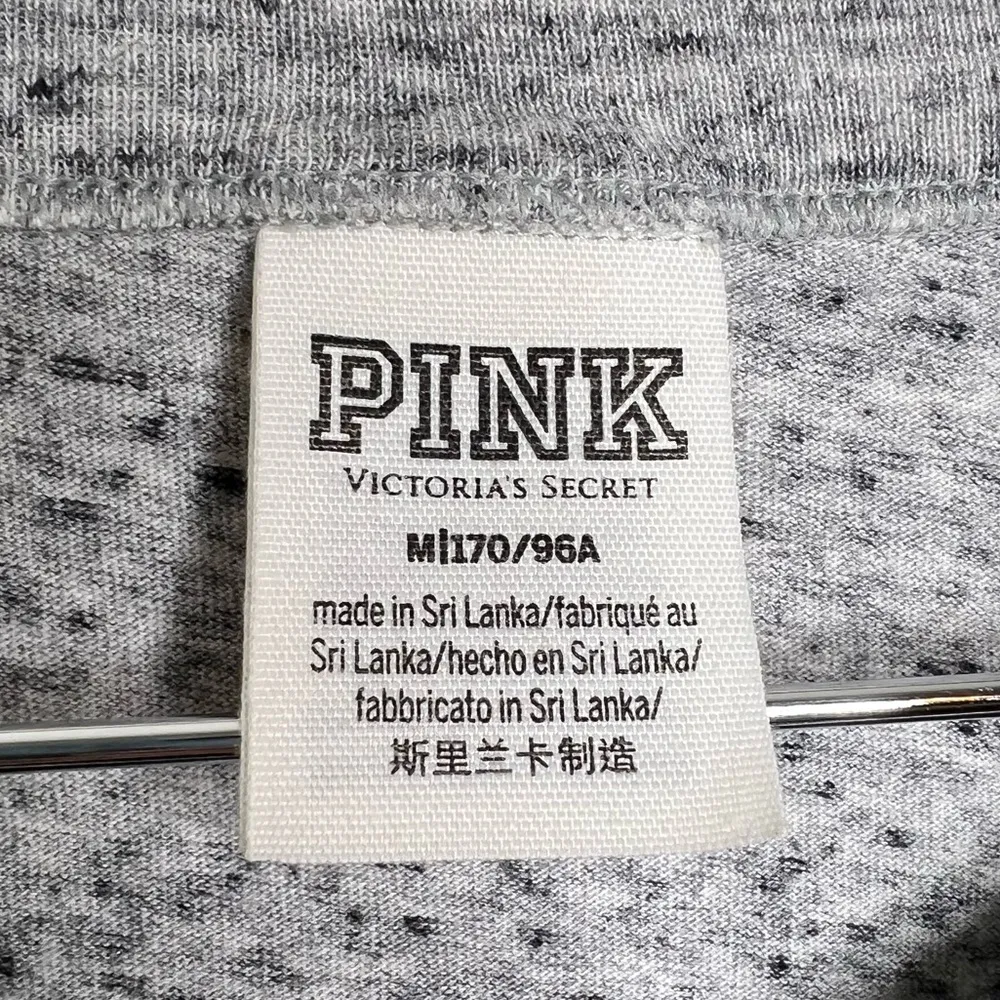 PINK
VICTORIA'S SECRET
M|170/96A
made in Sri Lanka/fabriqué au
Sri Lanka/hecho en Sri Lanka/
fabbricato in Sri Lanka/
斯里兰卡制造